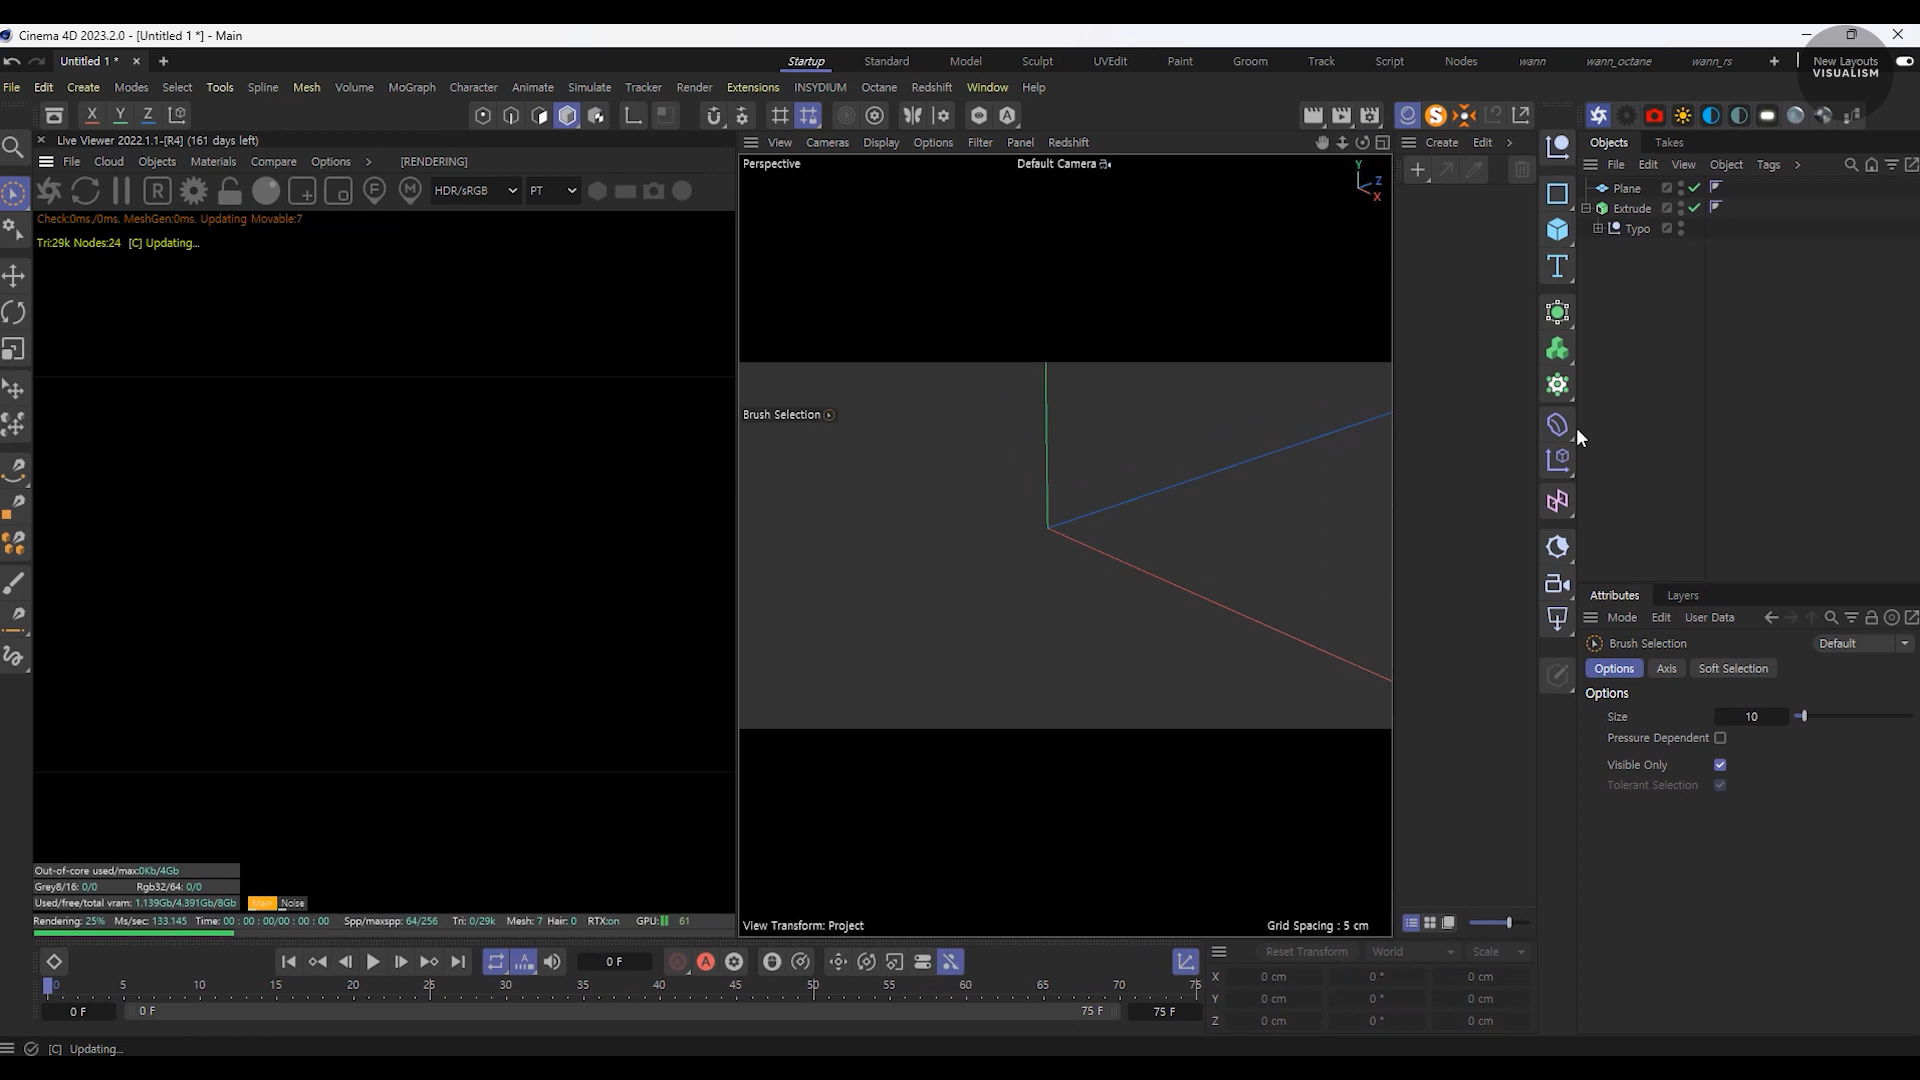 Cinema 4D 2023.2.0 - [Untitled 1 *] - Main
Untitled 1 *
Startup Standard Model Sculpt UVEdit Paint Groom Track Script Nodes wann wann_octane wann_rs New Layouts
VISUALISM
File Edit Create Modes Select Tools Spline Mesh Volume MoGraph Character Animate Simulate Tracker Render Extensions INSYDIUM Octane Redshift Window Help
X Y Z
Live Viewer 2022.1.1-[R4] (161 days left)
View Cameras Display Options Filter Panel Redshift
Create Edit
Objects Takes
File Cloud Objects Materials Compare Options > [RENDERING]
Perspective
Default Camera
File Edit View Object Tags
HDR/sRGB PT
Y
Z
X
Plane
Extrude
Typo
Check:0ms./0ms. MeshGen:0ms. Updating Movable:7
Tri:29k Nodes:24 [C] Updating...
Brush Selection
Attributes Layers
Mode Edit User Data
Brush Selection Default
Options Axis Soft Selection
Options
Size 10
Pressure Dependent
Visible Only
Tolerant Selection
Out-of-core used/max:0Kb/4Gb
Grey8/16: 0/0 Rgb32/64: 0/0
Used/free/total vram: 1.139Gb/4.391Gb/8Gb Noise
Rendering: 25% Ms/sec: 133.145 Time: 00 : 00 : 00/00 : 00 : 00 Spp/maxspp: 64/256 Tri: 0/29k Mesh: 7 Hair: 0 RTX:on GPU: 61
View Transform: Project
Grid Spacing : 5 cm
0 F
Reset Transform World Scale
0 5 10 15 20 25 30 35 40 45 50 55 60 65 70 75
X 0 cm 0 ° 0 cm
Y 0 cm 0 ° 0 cm
Z 0 cm 0 ° 0 cm
0 F 0 F 75 F 75 F
[C] Updating...